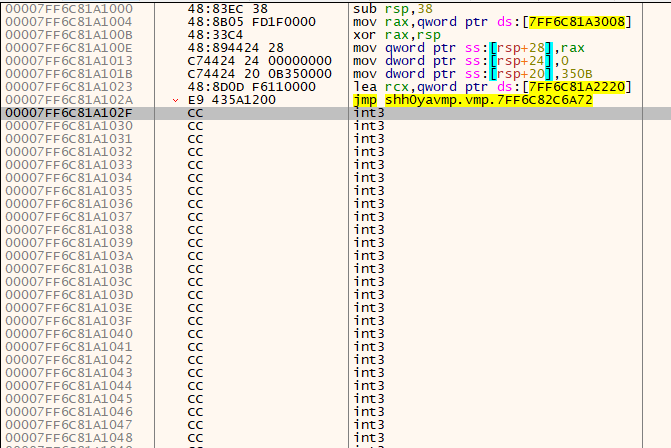 00007FF6C81A1000 48:83EC 38 sub rsp,38
00007FF6C81A1004 48:8B05 FD1F0000 mov rax,qword ptr ds:[7FF6C81A3008]
00007FF6C81A100B 48:33C4 xor rax,rsp
00007FF6C81A100E 48:894424 28 mov qword ptr ss:[rsp+28],rax
00007FF6C81A1013 C74424 24 00000000 mov dword ptr ss:[rsp+24],0
00007FF6C81A101B C74424 20 0B350000 mov dword ptr ss:[rsp+20],350B
00007FF6C81A1023 48:8D0D F6110000 lea rcx,qword ptr ds:[7FF6C81A2220]
00007FF6C81A102A E9 435A1200 jmp shh0yavmp.vmp.7FF6C82C6A72
00007FF6C81A102F CC int3
00007FF6C81A1030 CC int3
00007FF6C81A1031 CC int3
00007FF6C81A1032 CC int3
00007FF6C81A1033 CC int3
00007FF6C81A1034 CC int3
00007FF6C81A1035 CC int3
00007FF6C81A1036 CC int3
00007FF6C81A1037 CC int3
00007FF6C81A1038 CC int3
00007FF6C81A1039 CC int3
00007FF6C81A103A CC int3
00007FF6C81A103B CC int3
00007FF6C81A103C CC int3
00007FF6C81A103D CC int3
00007FF6C81A103E CC int3
00007FF6C81A103F CC int3
00007FF6C81A1040 CC int3
00007FF6C81A1041 CC int3
00007FF6C81A1042 CC int3
00007FF6C81A1043 CC int3
00007FF6C81A1044 CC int3
00007FF6C81A1045 CC int3
00007FF6C81A1046 CC int3
00007FF6C81A1047 CC int3
00007FF6C81A1048 CC int3